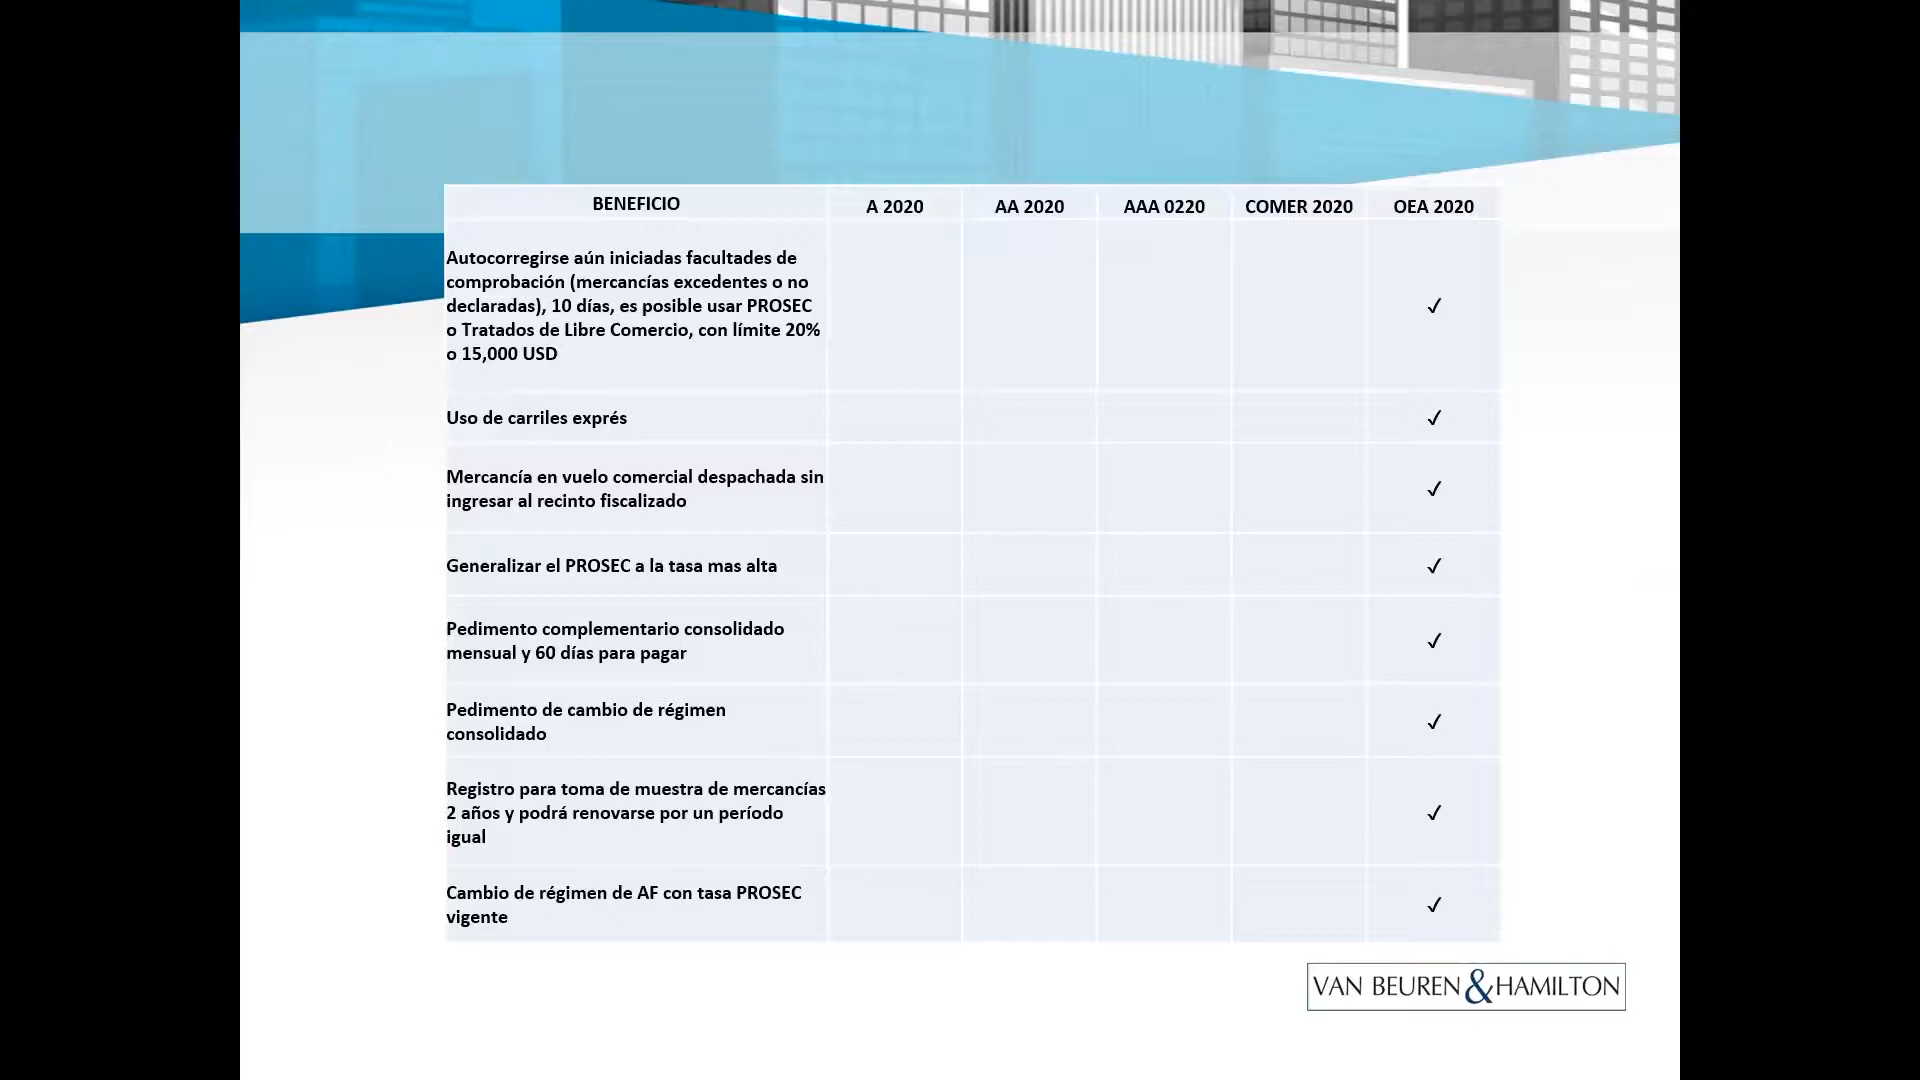 BENEFICIO
A 2020
AA 2020
AAA 0220
COMER 2020
OEA 2020
Autocorregirse aún iniciadas facultades de
comprobación (mercancías excedentes o no
declaradas), 10 días, es posible usar PROSEC
o Tratados de Libre Comercio, con límite 20%
o 15,000 USD
✓
Uso de carriles exprés
✓
Mercancía en vuelo comercial despachada sin
ingresar al recinto fiscalizado
✓
Generalizar el PROSEC a la tasa mas alta
✓
Pedimento complementario consolidado
mensual y 60 días para pagar
✓
Pedimento de cambio de régimen
consolidado
✓
Registro para toma de muestra de mercancías
2 años y podrá renovarse por un período
igual
✓
Cambio de régimen de AF con tasa PROSEC
vigente
✓
VAN BEUREN & HAMILTON